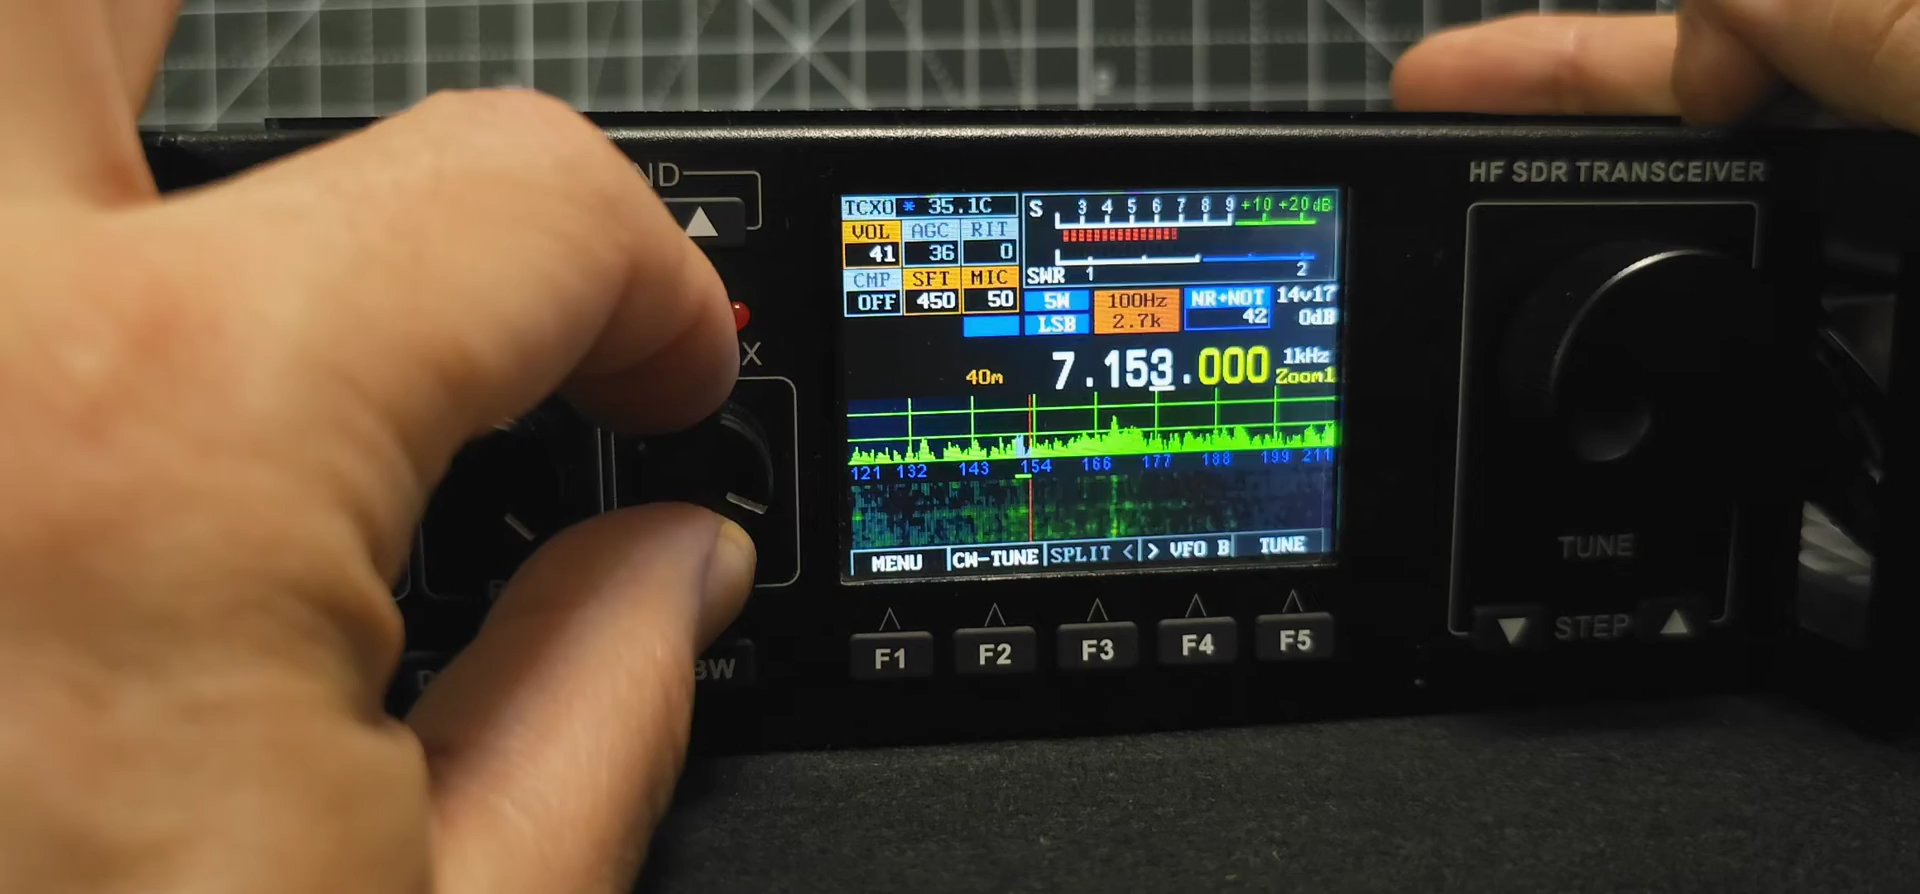 ND
HF SDR TRANSCEIVER
TCXO * 35.1C
VOL AGC RIT
41 36 0
CMP SFT MIC
OFF 450 50
S 3 4 5 6 7 8 9 +10 +20 dB
SWR 1 2
5W 100Hz NR+NOT 14v17
LSB 2.7k 42 0dB
X
40m 7.153.000 1kHz
Zoom1
121 132 143 154 166 177 188 199 211
MENU CW-TUNE SPLIT < > VFO B TUNE
TUNE
▼ STEP ▲
F1 F2 F3 F4 F5
BW